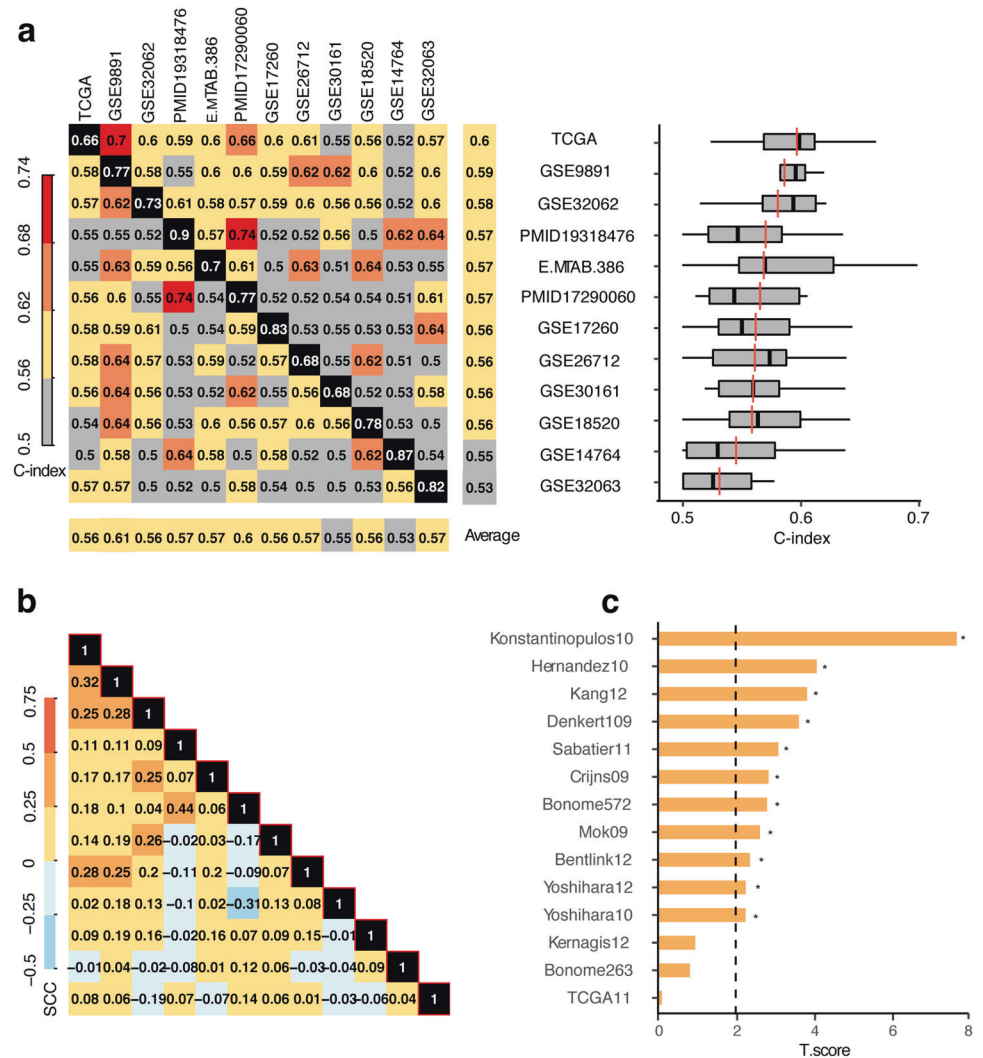 a
TCGA GSE9891 GSE32062 PMID19318476 E.MTAB.386 PMID17290060 GSE17260 GSE26712 GSE30161 GSE18520 GSE14764 GSE32063
0.66 0.7 0.6 0.59 0.6 0.66 0.6 0.61 0.55 0.56 0.52 0.57 0.6
0.58 0.77 0.58 0.55 0.6 0.6 0.59 0.62 0.62 0.6 0.52 0.6 0.59
0.57 0.62 0.73 0.61 0.58 0.57 0.59 0.6 0.56 0.56 0.52 0.6 0.58
0.55 0.55 0.52 0.9 0.57 0.74 0.52 0.52 0.56 0.5 0.62 0.64 0.57
0.55 0.63 0.59 0.56 0.7 0.61 0.5 0.63 0.51 0.64 0.53 0.55 0.57
0.56 0.6 0.55 0.74 0.54 0.77 0.52 0.52 0.54 0.54 0.51 0.61 0.57
0.58 0.59 0.61 0.5 0.54 0.59 0.83 0.53 0.55 0.53 0.53 0.64 0.56
0.58 0.64 0.57 0.53 0.59 0.52 0.57 0.68 0.55 0.62 0.51 0.5 0.56
0.56 0.64 0.56 0.53 0.52 0.62 0.55 0.56 0.68 0.52 0.53 0.58 0.56
0.54 0.64 0.56 0.53 0.6 0.56 0.57 0.6 0.56 0.78 0.53 0.5 0.56
0.5 0.58 0.5 0.64 0.58 0.5 0.58 0.52 0.5 0.62 0.87 0.54 0.55
0.57 0.57 0.5 0.52 0.5 0.58 0.54 0.5 0.5 0.53 0.56 0.82 0.53
0.56 0.61 0.56 0.57 0.57 0.6 0.56 0.57 0.55 0.56 0.53 0.57 Average
0.74
0.68
0.62
0.56
0.5
C-index
TCGA
GSE9891
GSE32062
PMID19318476
E.MTAB.386
PMID17290060
GSE17260
GSE26712
GSE30161
GSE18520
GSE14764
GSE32063
0.5 0.6 0.7
C-index
b
1
0.32 1
0.25 0.28 1
0.11 0.11 0.09 1
0.17 0.17 0.25 0.07 1
0.18 0.1 0.04 0.44 0.06 1
0.14 0.19 0.26 −0.02 0.03 −0.17 1
0.28 0.25 0.2 −0.11 0.2 −0.09 0.07 1
0.02 0.18 0.13 −0.1 0.02 −0.31 0.13 0.08 1
0.09 0.19 0.16 −0.02 0.16 0.07 0.09 0.15 −0.01 1
−0.01 0.04 −0.02 −0.08 0.01 0.12 0.06 −0.03 −0.04 0.09 1
0.08 0.06 −0.19 0.07 −0.07 0.14 0.06 0.01 −0.03 −0.06 0.04 1
0.75
0.5
0.25
0
−0.25
−0.5
SCC
c
Konstantinopulos10 *
Hernandez10 *
Kang12 *
Denkert109 *
Sabatier11 *
Crijns09 *
Bonome572 *
Mok09 *
Bentlink12 *
Yoshihara12 *
Yoshihara10 *
Kernagis12
Bonome263
TCGA11
0 2 4 6 8
T.score